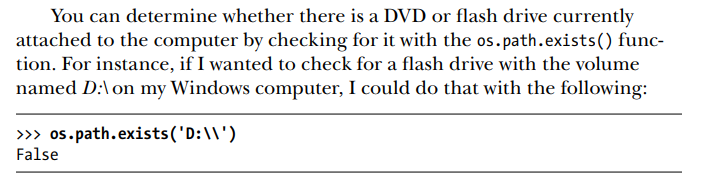 You can determine whether there is a DVD or flash drive currently
attached to the computer by checking for it with the os.path.exists() func-
tion. For instance, if I wanted to check for a flash drive with the volume
named D:\ on my Windows computer, I could do that with the following:
>>> os.path.exists('D:\\')
False